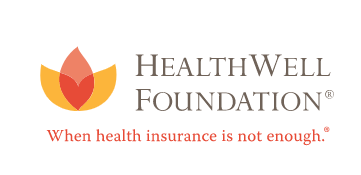 HEALTHWELL
FOUNDATION®
When health insurance is not enough.®